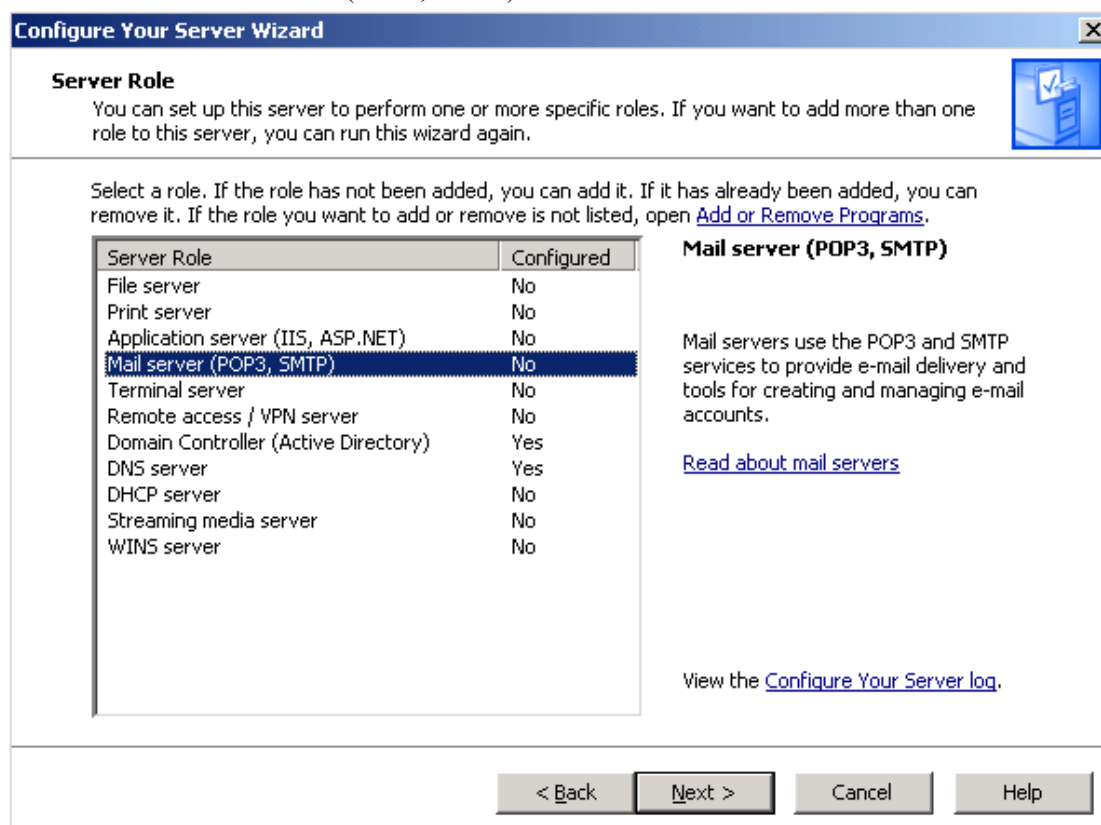 Configure Your Server Wizard
Server Role
You can set up this server to perform one or more specific roles. If you want to add more than one
role to this server, you can run this wizard again.
Select a role. If the role has not been added, you can add it. If it has already been added, you can
remove it. If the role you want to add or remove is not listed, open Add or Remove Programs.
Server Role Configured
File server No
Print server No
Application server (IIS, ASP.NET) No
Mail server (POP3, SMTP) No
Terminal server No
Remote access / VPN server No
Domain Controller (Active Directory) Yes
DNS server Yes
DHCP server No
Streaming media server No
WINS server No
Mail server (POP3, SMTP)
Mail servers use the POP3 and SMTP
services to provide e-mail delivery and
tools for creating and managing e-mail
accounts.
Read about mail servers
View the Configure Your Server log.
< Back Next > Cancel Help